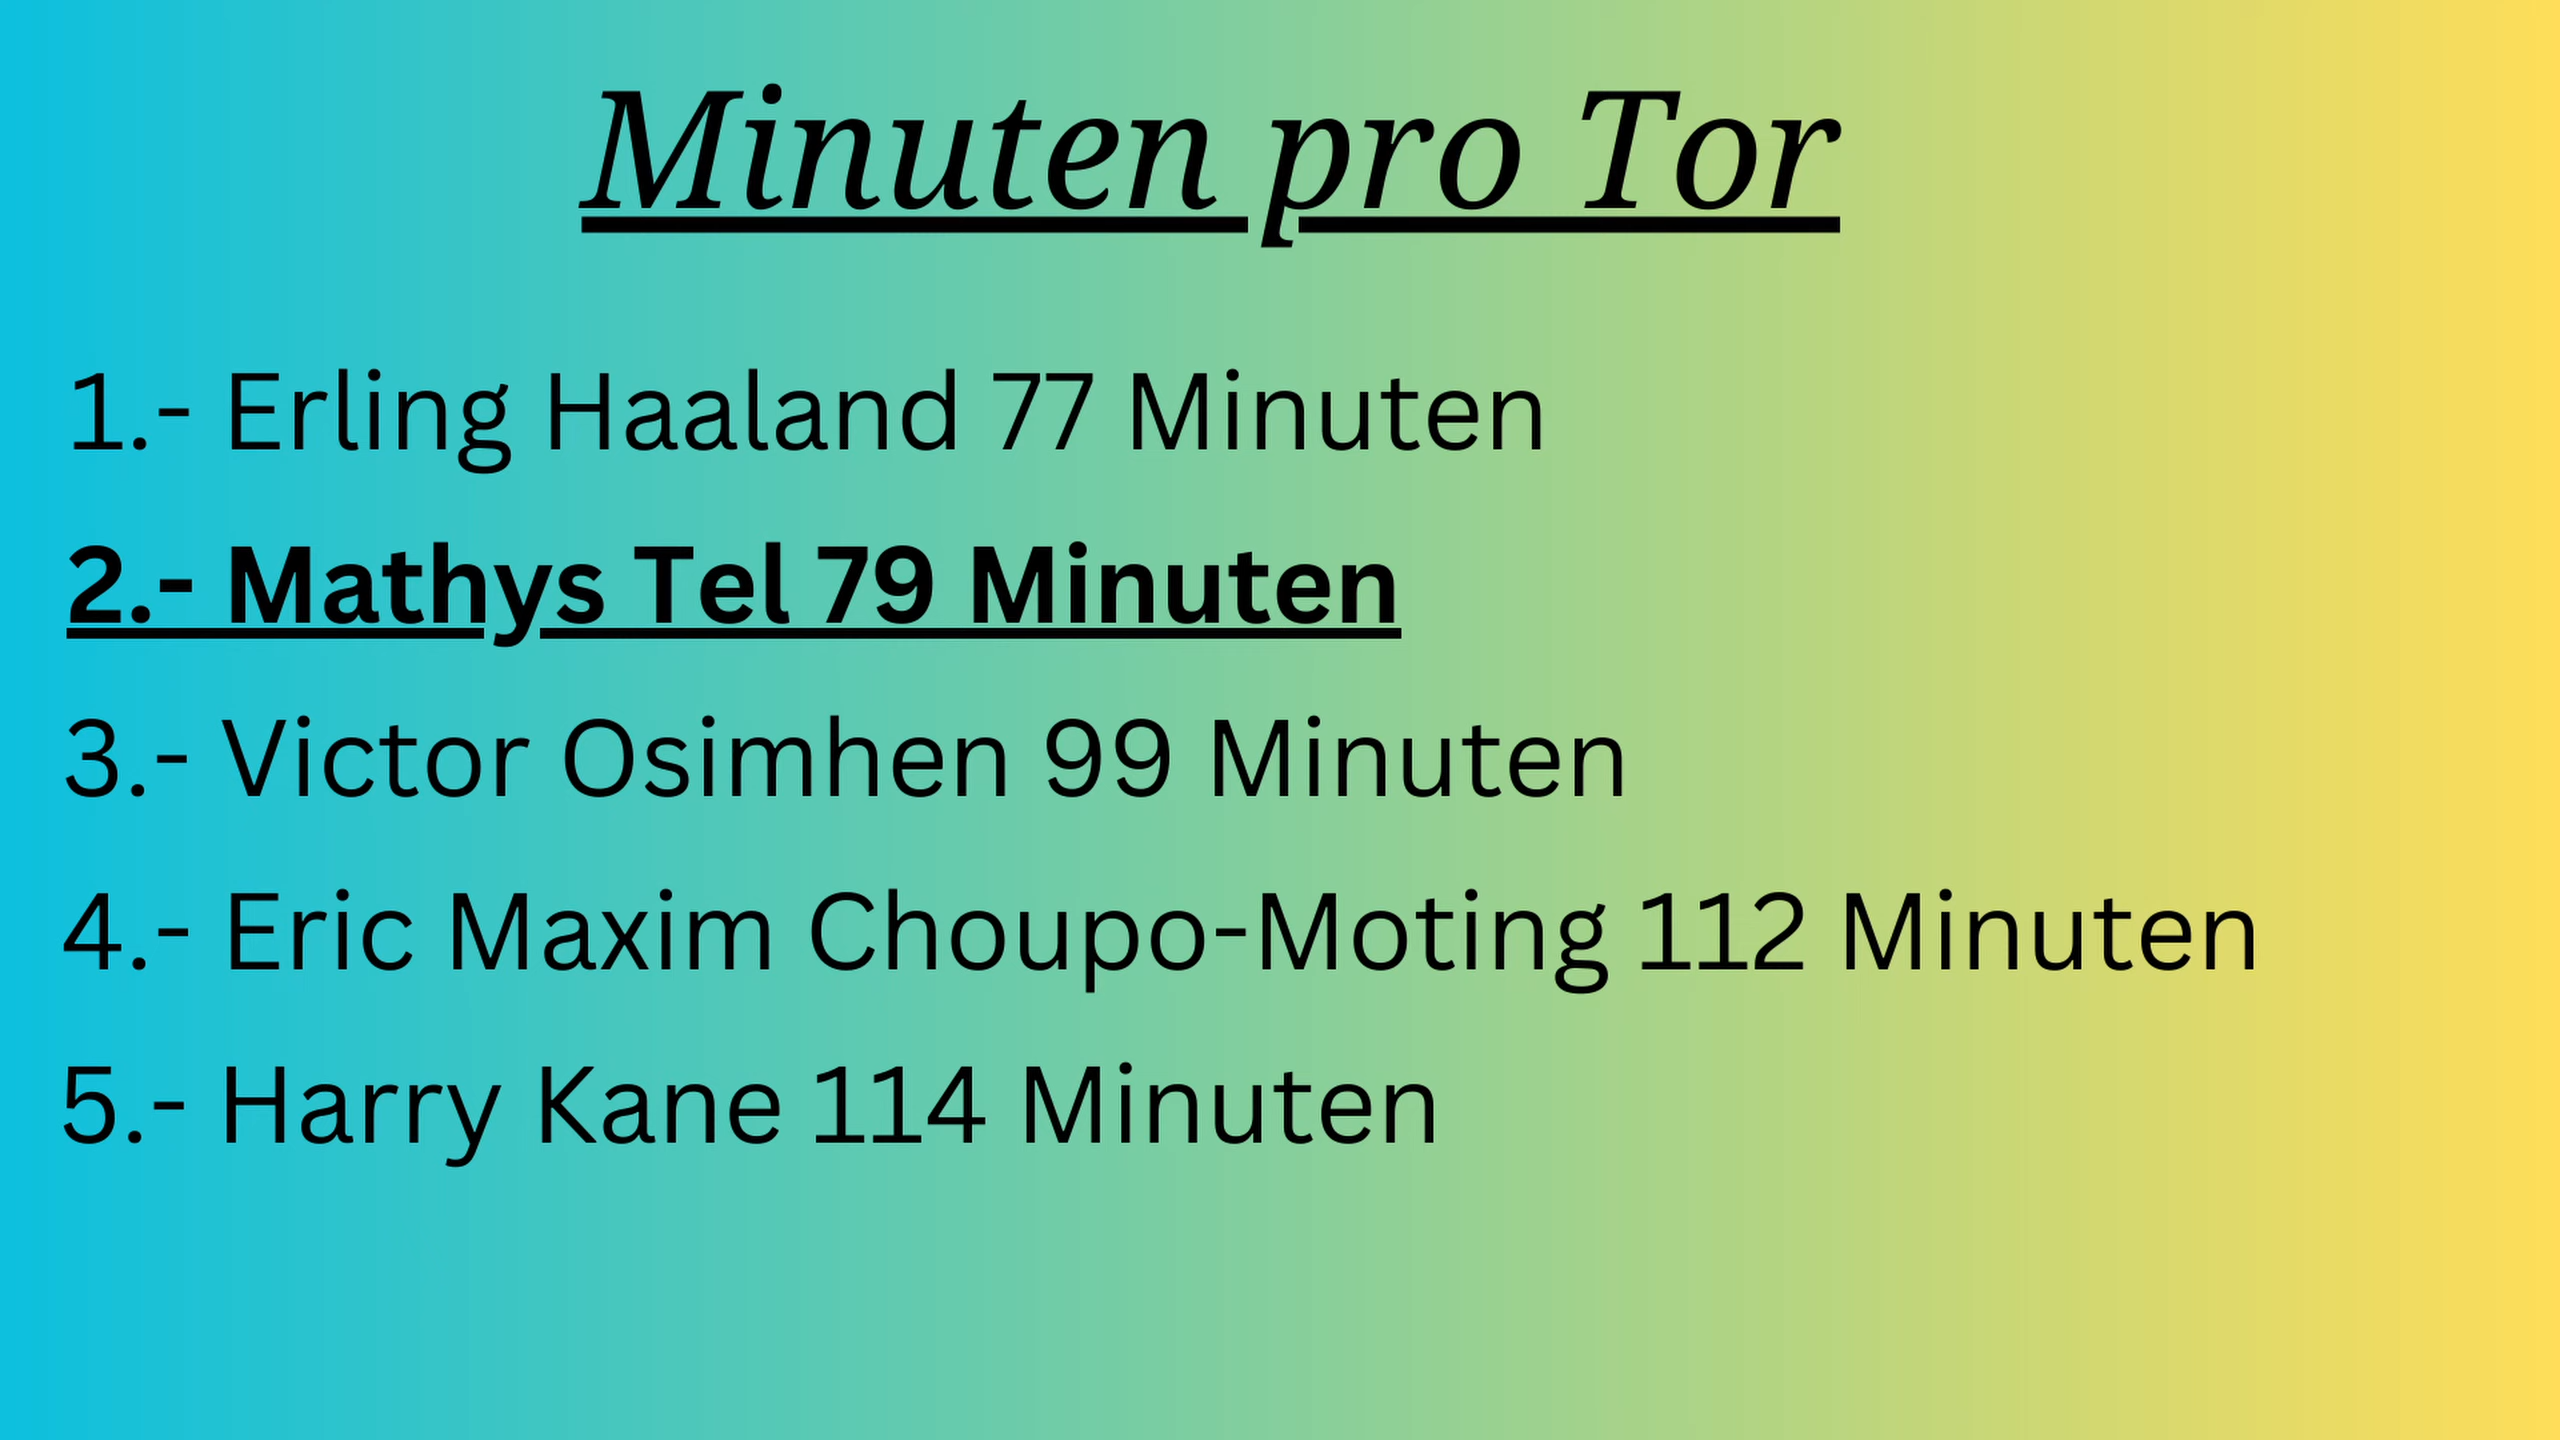 Minuten pro Tor
1.- Erling Haaland 77 Minuten
2.- Mathys Tel 79 Minuten
3.- Victor Osimhen 99 Minuten
4.- Eric Maxim Choupo-Moting 112 Minuten
5.- Harry Kane 114 Minuten